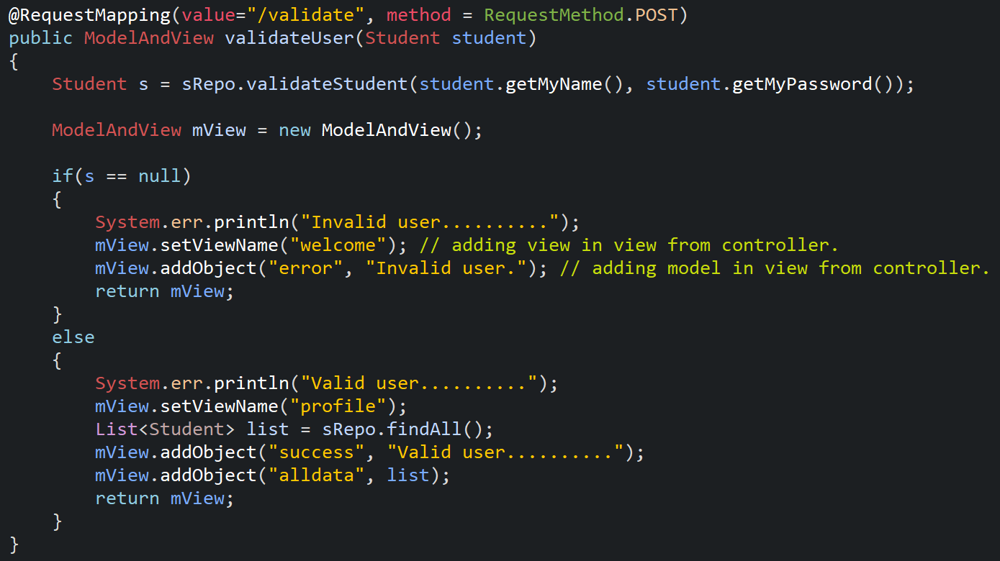 @RequestMapping(value="/validate", method = RequestMethod.POST)
public ModelAndView validateUser(Student student)
{
    Student s = sRepo.validateStudent(student.getMyName(), student.getMyPassword());

    ModelAndView mView = new ModelAndView();

    if(s == null)
    {
        System.err.println("Invalid user..........");
        mView.setViewName("welcome"); // adding view in view from controller.
        mView.addObject("error", "Invalid user."); // adding model in view from controller.
        return mView;
    }
    else
    {
        System.err.println("Valid user..........");
        mView.setViewName("profile");
        List<Student> list = sRepo.findAll();
        mView.addObject("success", "Valid user..........");
        mView.addObject("alldata", list);
        return mView;
    }
}